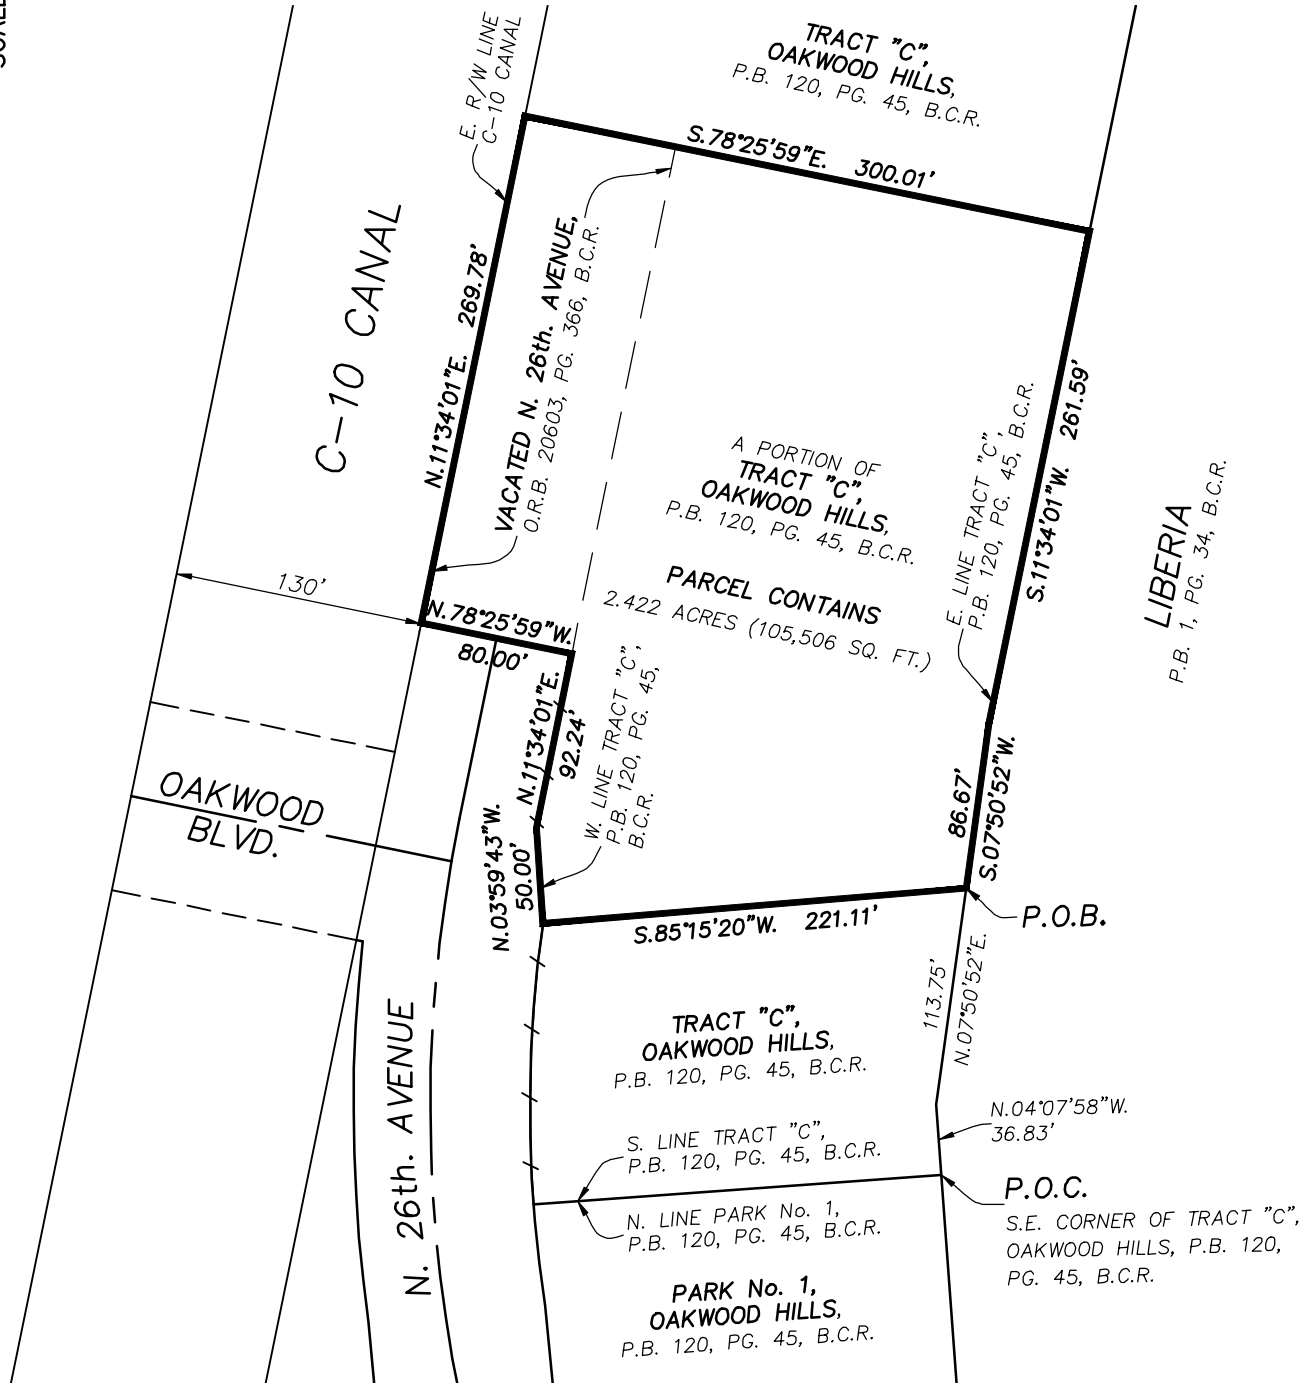 E. R/W LINE
C-10 CANAL
TRACT "C",
OAKWOOD HILLS,
P.B. 120, PG. 45, B.C.R.
S.78°25'59"E. 300.01'
C-10 CANAL
N.11°34'01"E. 269.78'
VACATED N. 26th. AVENUE,
O.R.B. 20603, PG. 366, B.C.R.
A PORTION OF
TRACT "C",
OAKWOOD HILLS,
P.B. 120, PG. 45, B.C.R.
PARCEL CONTAINS
2.422 ACRES (105,506 SQ. FT.)
E. LINE TRACT "C",
P.B. 120, PG. 45, B.C.R.
S.11°34'01"W. 261.59'
LIBERIA
P.B. 1, PG. 34, B.C.R.
130'
N.78°25'59"W.
80.00'
N.11°34'01"E.
92.24'
W. LINE TRACT "C",
P.B. 120, PG. 45,
B.C.R.
OAKWOOD
BLVD.
N.03°59'43"W.
50.00'
86.67'
S.07°50'52"W.
S.85°15'20"W. 221.11'
P.O.B.
113.75'
N.07°50'52"E.
N. 26th. AVENUE
TRACT "C",
OAKWOOD HILLS,
P.B. 120, PG. 45, B.C.R.
N.04°07'58"W.
36.83'
S. LINE TRACT "C",
P.B. 120, PG. 45, B.C.R.
P.O.C.
S.E. CORNER OF TRACT "C",
OAKWOOD HILLS, P.B. 120,
PG. 45, B.C.R.
N. LINE PARK No. 1,
P.B. 120, PG. 45, B.C.R.
PARK No. 1,
OAKWOOD HILLS,
P.B. 120, PG. 45, B.C.R.